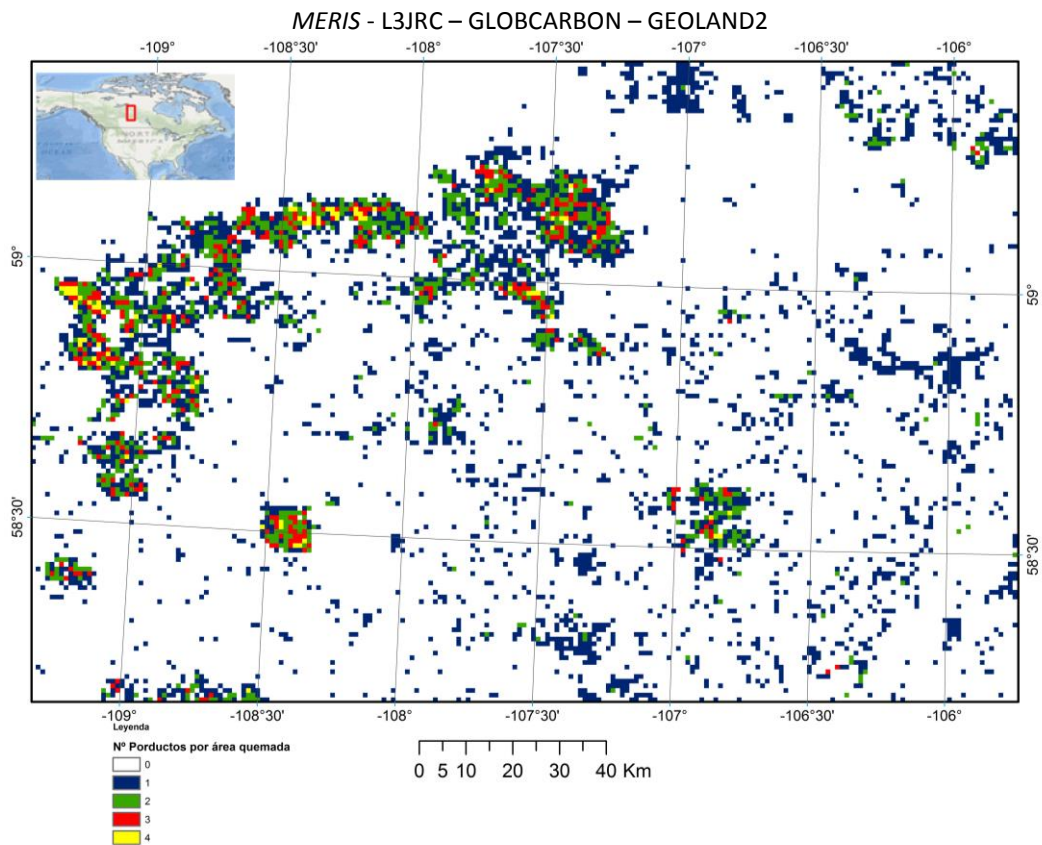 MERIS - L3JRC – GLOBCARBON – GEOLAND2
-109° -108°30' -108° -107°30' -107° -106°30' -106°
NORTH
AMERICA
59° 59°
58°30' 58°30'
-109° -108°30' -108° -107°30' -107° -106°30' -106°
Leyenda
Nº Porductos por área quemada
0
1
2
3
4
0 5 10 20 30 40 Km